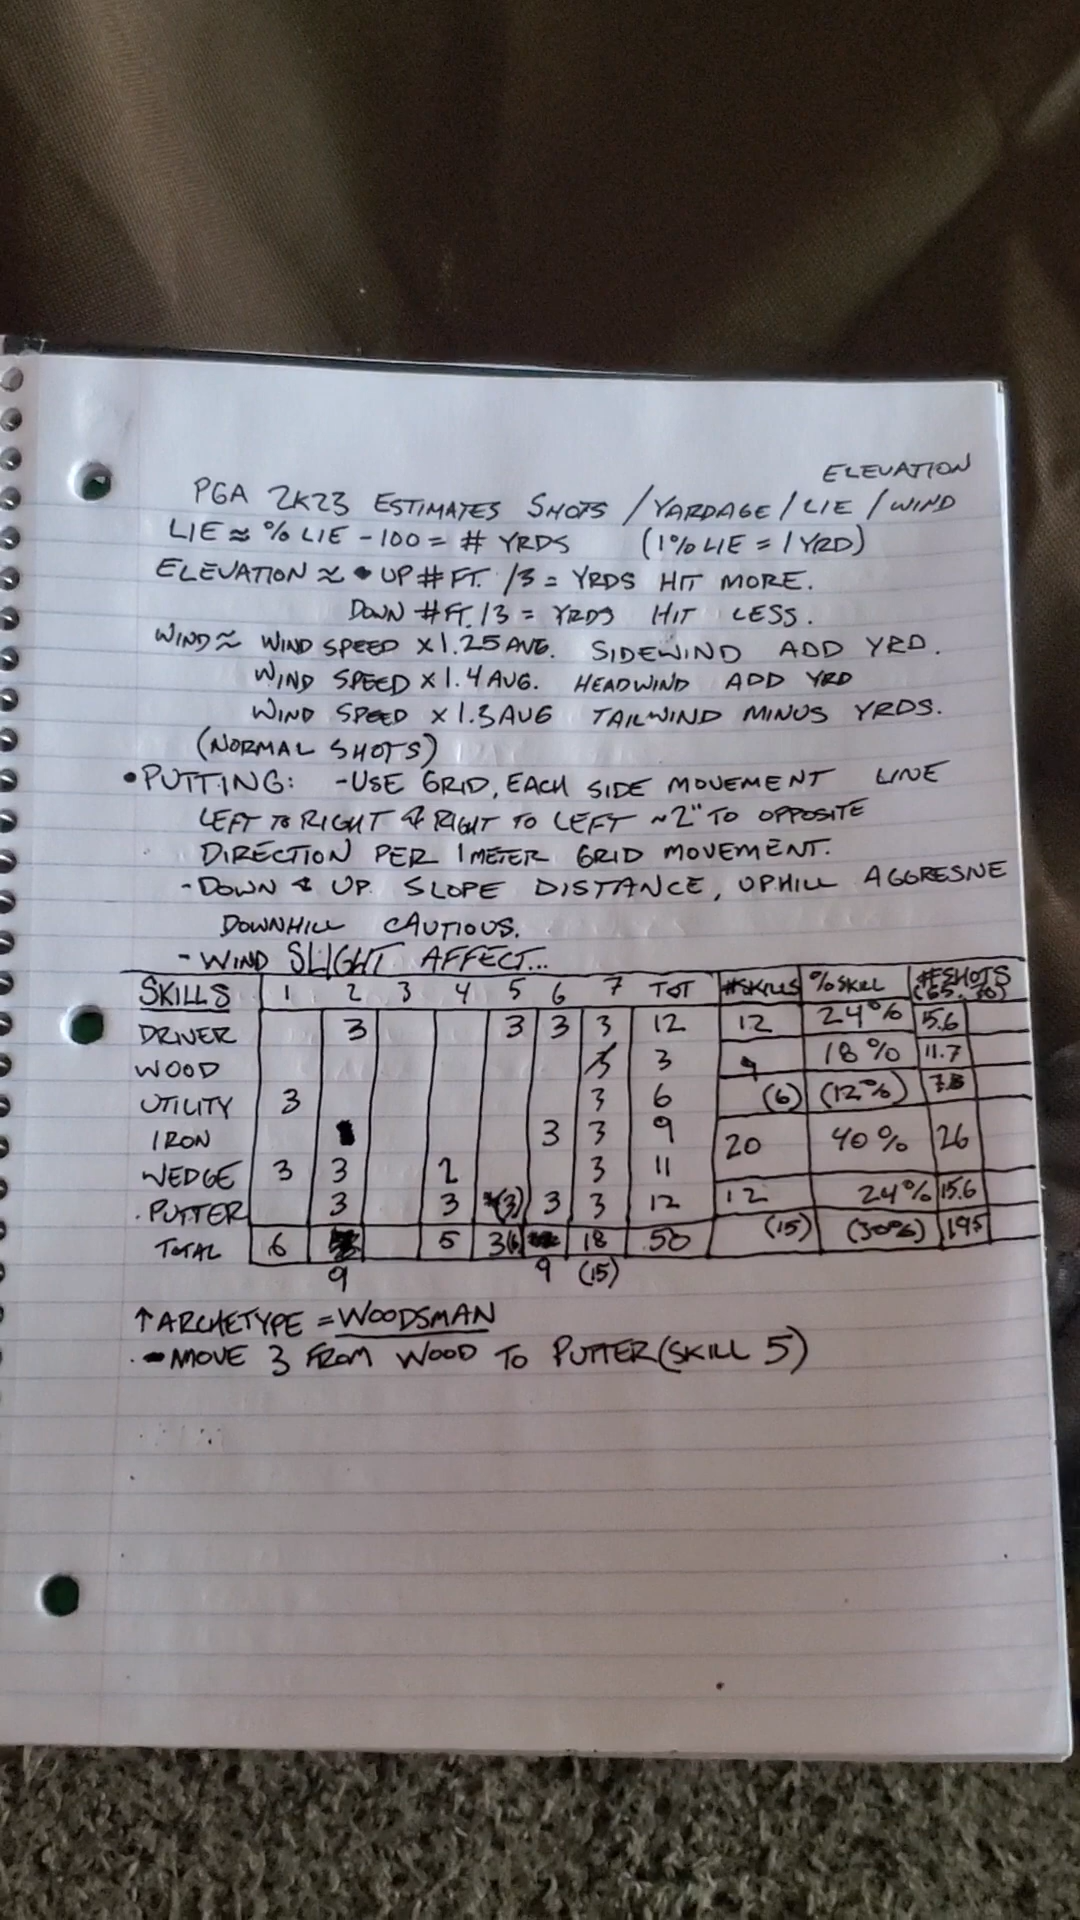 ELEVATION
PGA 2K23 ESTIMATES SHOTS / YARDAGE / LIE / WIND
LIE ≈ % LIE - 100 = # YRDS (1% LIE = 1 YRD)
ELEVATION ≈ UP # FT. /3 = YRDS HIT MORE.
DOWN # FT. /3 = YRDS HIT LESS.
WIND ≈ WIND SPEED X 1.25 AVG. SIDEWIND ADD YRD.
WIND SPEED X 1.4 AUG. HEADWIND ADD YRD
WIND SPEED X 1.3 AUG TAILWIND MINUS YRDS.
(NORMAL SHOTS)
• PUTTING: - USE GRID, EACH SIDE MOVEMENT LINE
LEFT TO RIGHT & RIGHT TO LEFT ~2" TO OPPOSITE
DIRECTION PER 1 METER GRID MOVEMENT.
- DOWN & UP SLOPE DISTANCE, UPHILL AGGRESIVE
DOWNHILL CAUTIOUS.
- WIND SLIGHT AFFECT...
SKILLS 1 2 3 4 5 6 7 TOT #SKILLS % SKILL # SHOTS
DRIVER 3 3 3 3 12 12 24% 15.6
WOOD 3 3 9 18% 11.7
UTILITY 3 3 6 (6) (12%)
IRON 3 3 9 20 40% 26
WEDGE 3 3 2 3 11
PUTTER 3 3 (3) 3 3 12 12 24% 15.6
TOTAL 6 5 3 18 50 (15) (30%) 19.5
9 9 (15)
↑ ARCHETYPE = WOODSMAN
- MOVE 3 FROM WOOD TO PUTTER (SKILL 5)